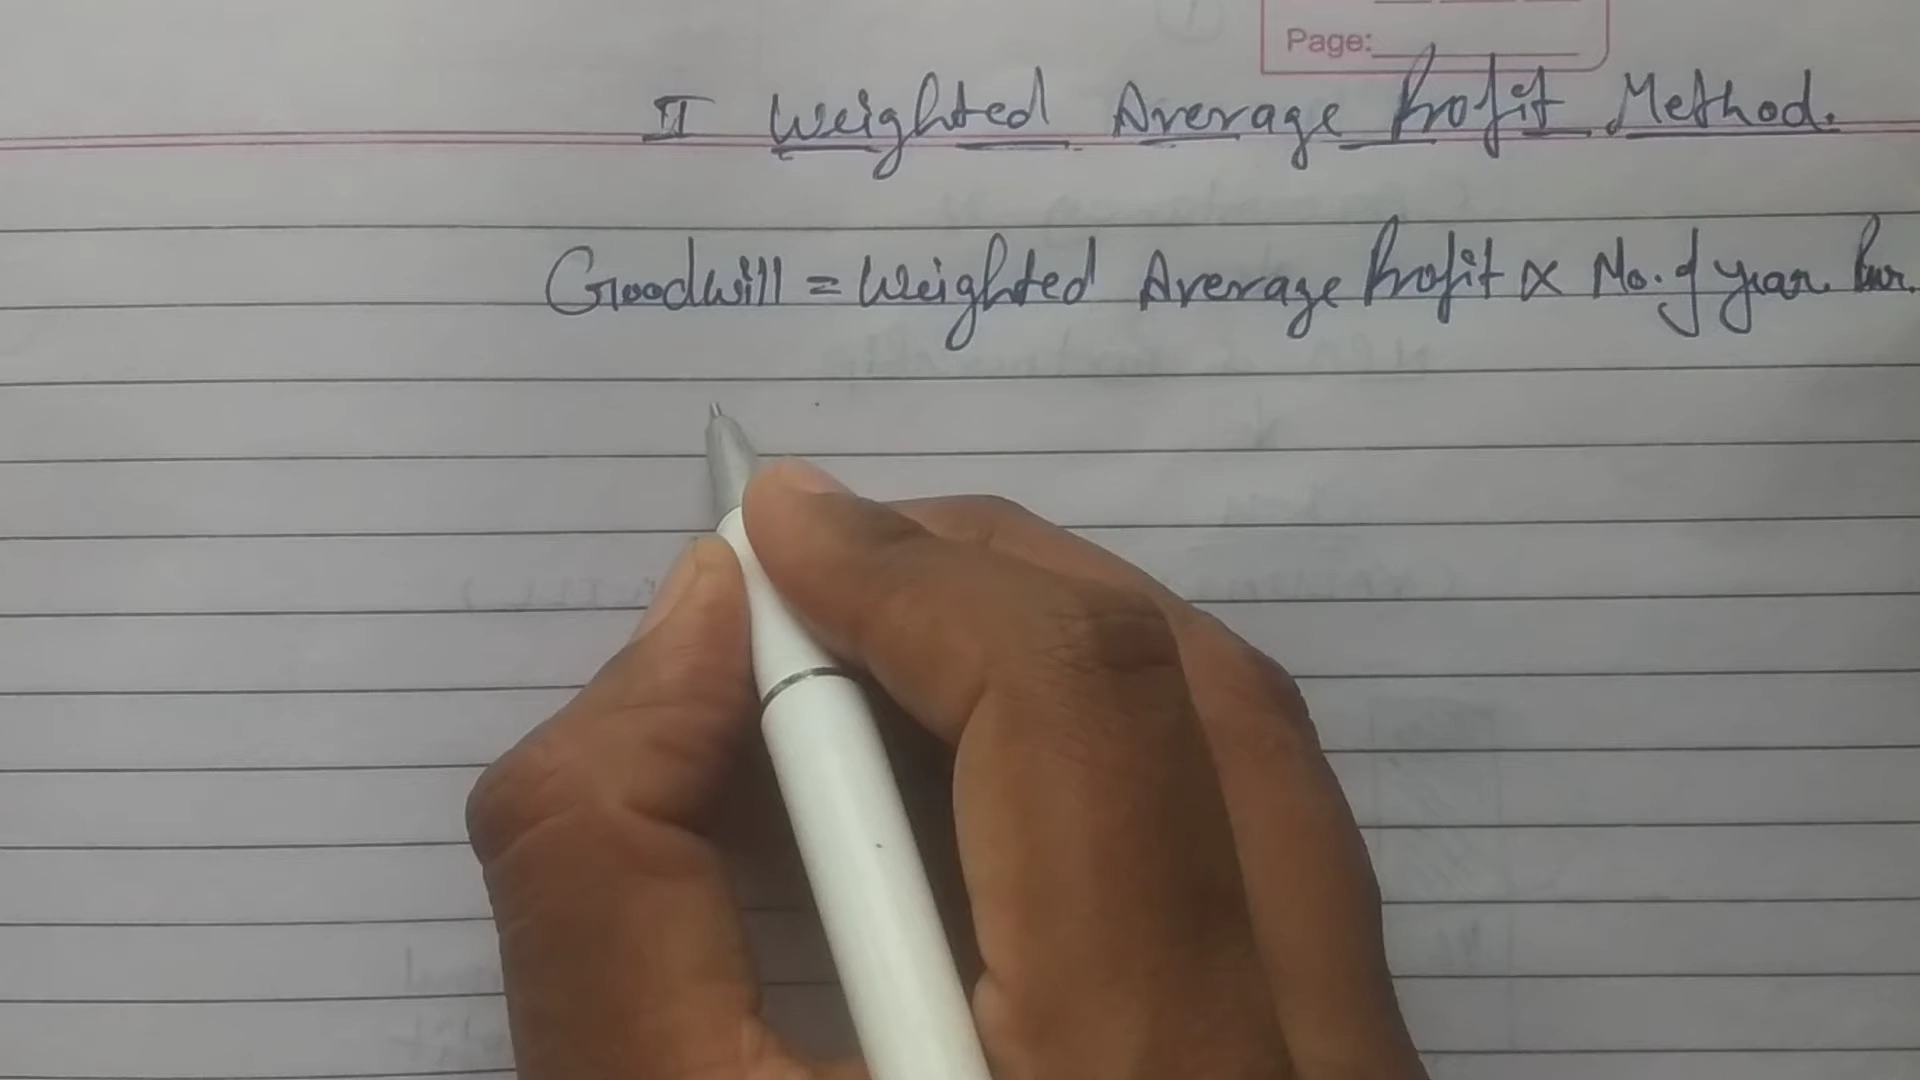 Page:
II Weighted Average Profit Method.
Goodwill = Weighted Average Profit × No. of year Pur.